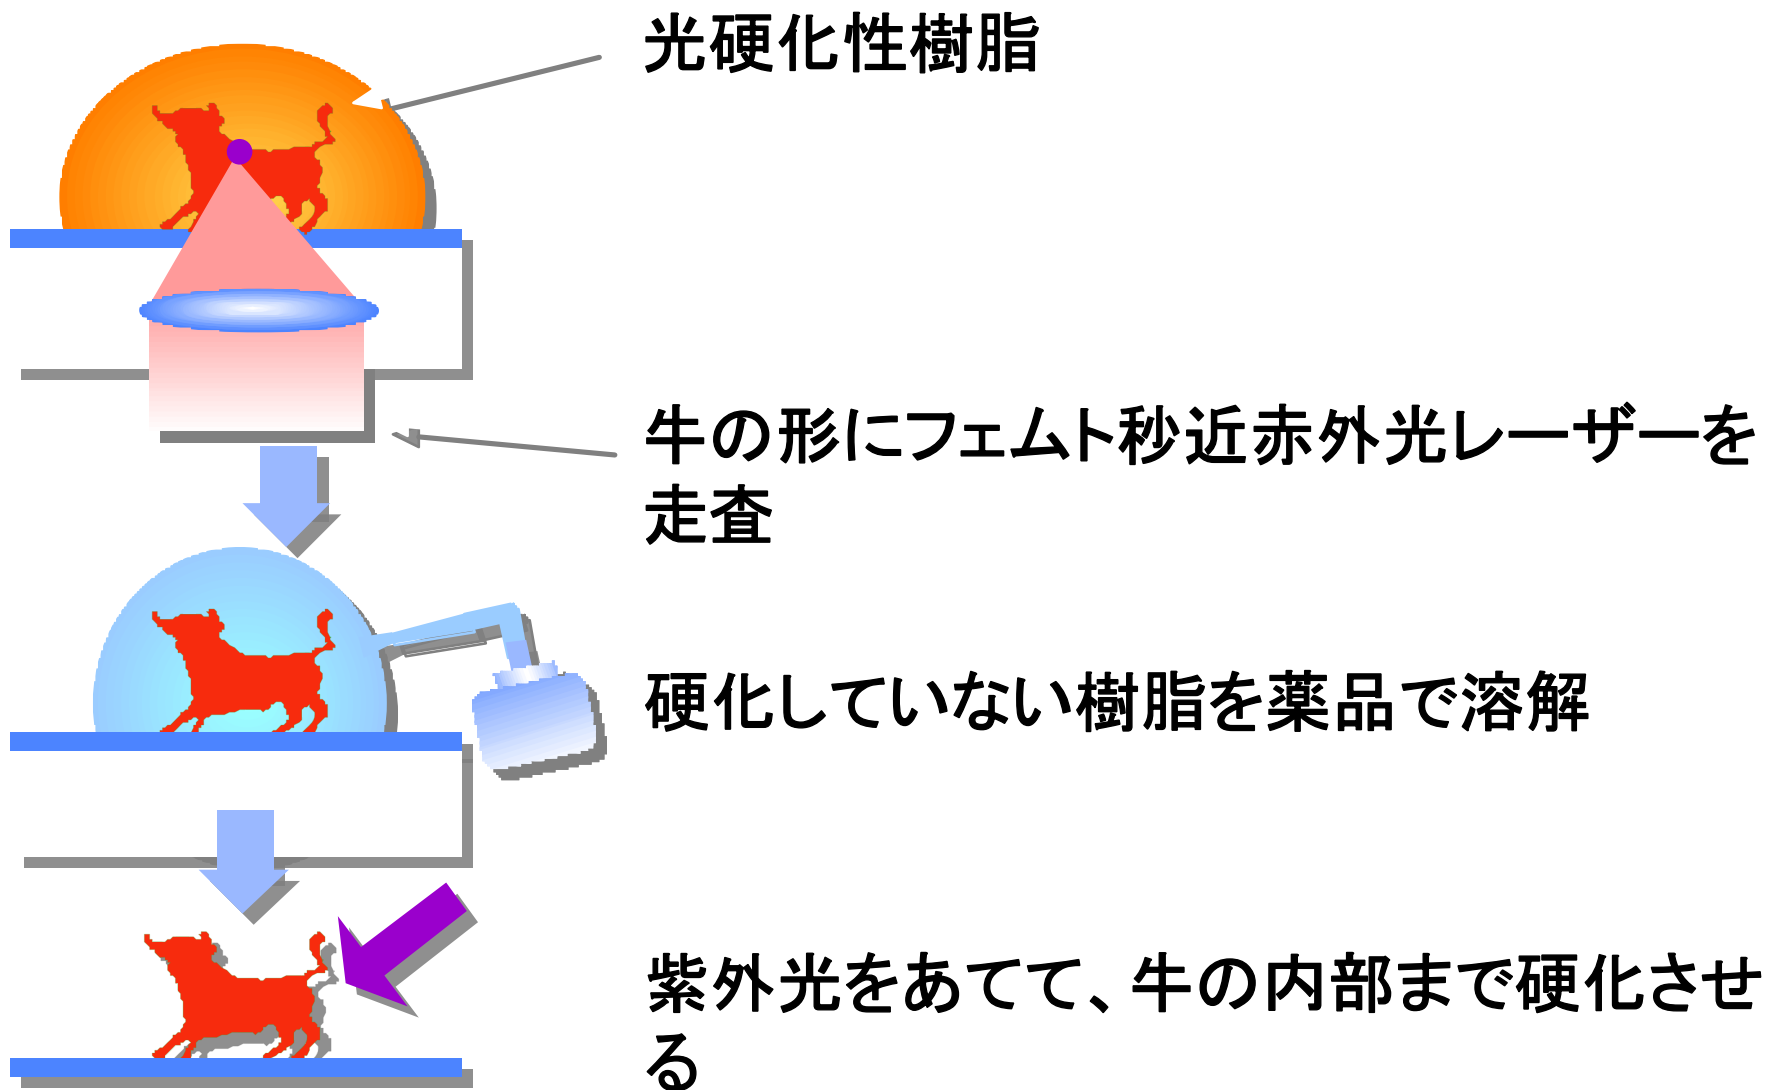 光硬化性樹脂
牛の形にフェムト秒近赤外光レーザーを
走査
硬化していない樹脂を薬品で溶解
紫外光をあてて、牛の内部まで硬化させ
る